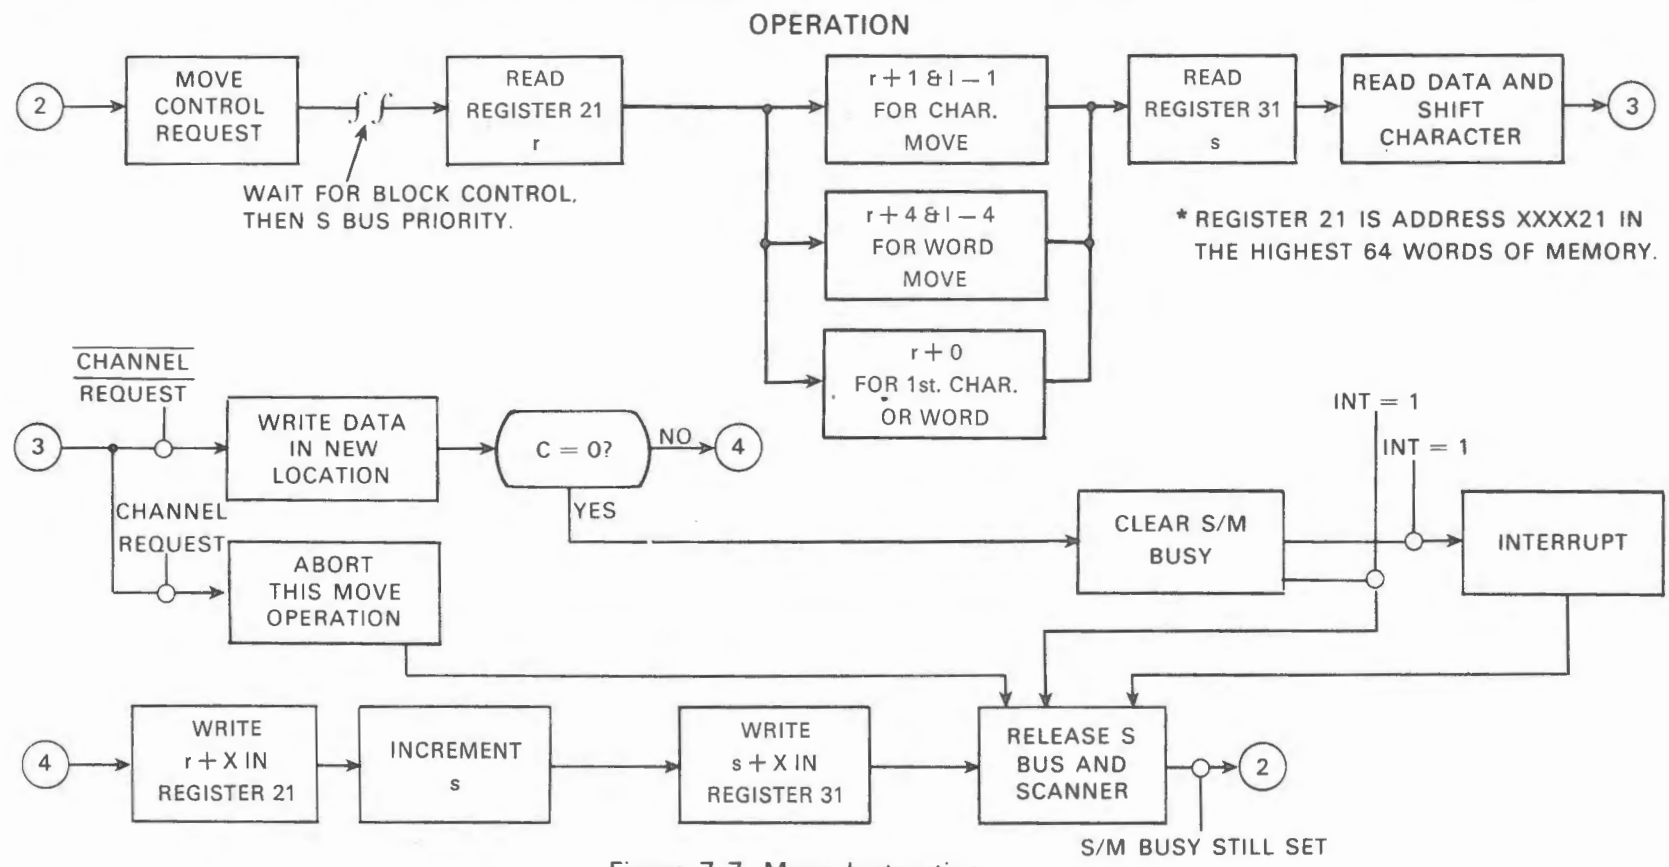 OPERATION
2
MOVE
CONTROL
REQUEST
WAIT FOR BLOCK CONTROL,
THEN S BUS PRIORITY.
READ
REGISTER 21
r
r + 1 & l – 1
FOR CHAR.
MOVE
r + 4 & l – 4
FOR WORD
MOVE
r + 0
FOR 1st. CHAR.
OR WORD
READ
REGISTER 31
s
READ DATA AND
SHIFT
CHARACTER
3
* REGISTER 21 IS ADDRESS XXXX21 IN
THE HIGHEST 64 WORDS OF MEMORY.
3
CHANNEL
REQUEST
WRITE DATA
IN NEW
LOCATION
C = 0?
NO
4
YES
CHANNEL
REQUEST
ABORT
THIS MOVE
OPERATION
CLEAR S/M
BUSY
INT = 1
INT = 1
INTERRUPT
4
WRITE
r + X IN
REGISTER 21
INCREMENT
s
WRITE
s + X IN
REGISTER 31
RELEASE S
BUS AND
SCANNER
2
S/M BUSY STILL SET